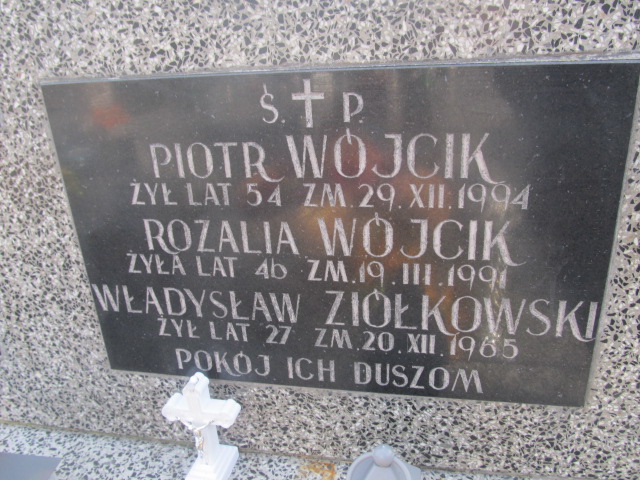 Ś. P.
PIOTR WÓJCIK
ŻYŁ LAT 54 ZM. 29.XII.1994
ROZALIA WÓJCIK
ŻYŁA LAT 46 ZM. 19.III.1991
WŁADYSŁAW ZIÓŁKOWSKI
ŻYŁ LAT 27 ZM. 20.XII.1985
POKÓJ ICH DUSZOM